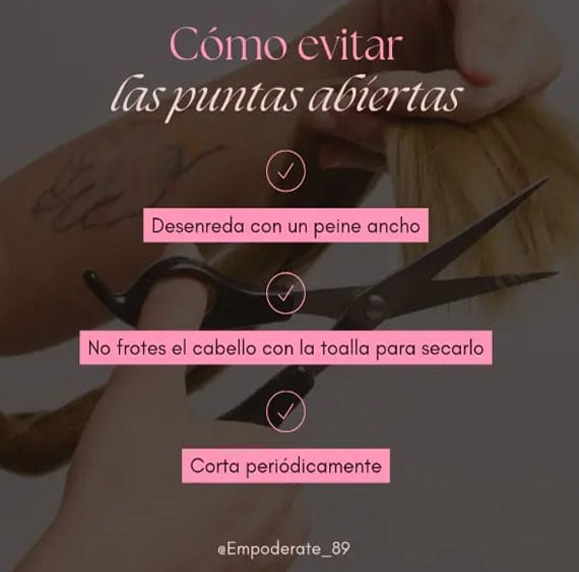 Cómo evitar
las puntas abiertas
Desenreda con un peine ancho
No frotes el cabello con la toalla para secarlo
Corta periódicamente
@Empoderate_89